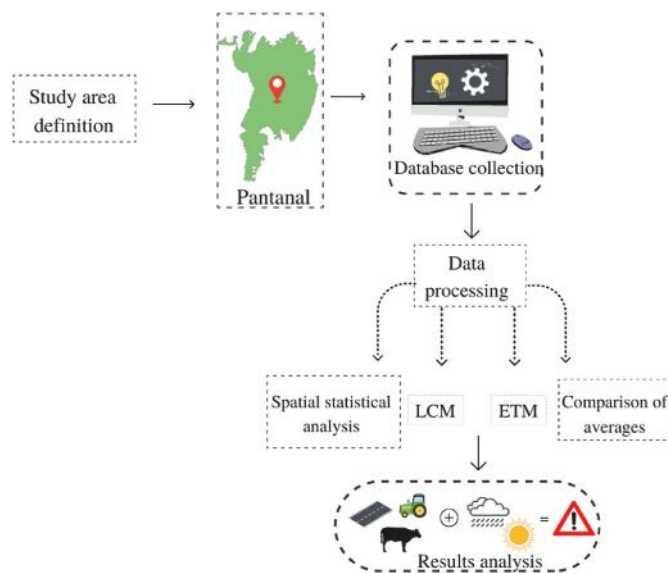 Study area
definition
Pantanal
Database collection
Data
processing
Spatial statistical
analysis
LCM
ETM
Comparison of
averages
+
=
!
Results analysis